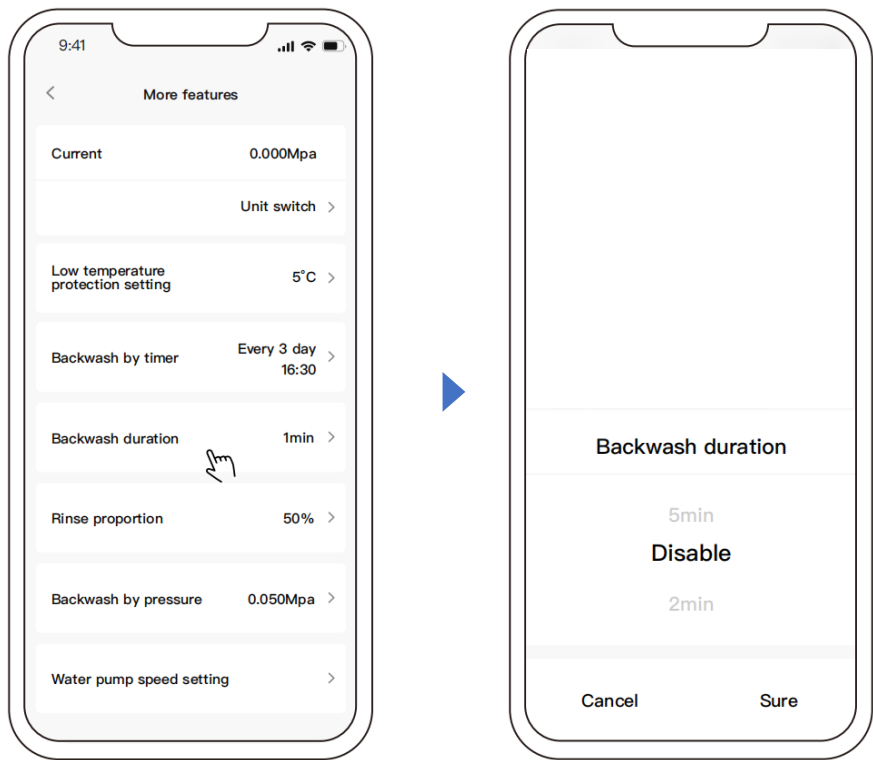 9:41
More features
Current 0.000Mpa
Unit switch
Low temperature
protection setting
5°C
Backwash by timer
Every 3 day
16:30
Backwash duration 1min
Rinse proportion 50%
Backwash by pressure 0.050Mpa
Water pump speed setting
Backwash duration
5min
Disable
2min
Cancel Sure